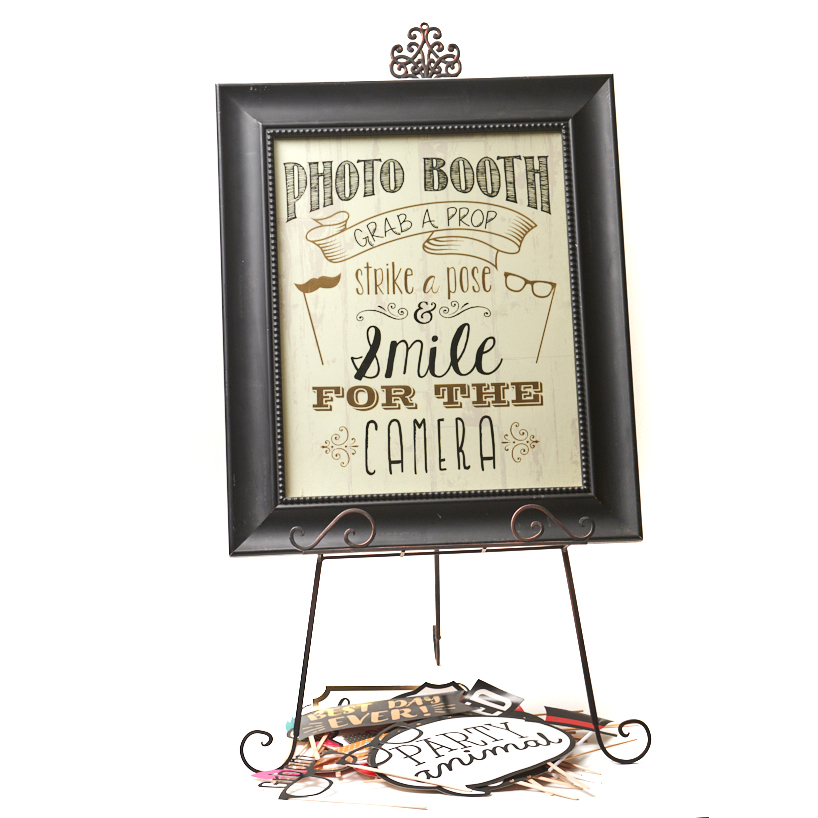 PHOTO BOOTH
GRAB A PROP
strike a pose
&
Smile
FOR THE
CAMERA
BEST DAY
EVER!
PARTY
animal